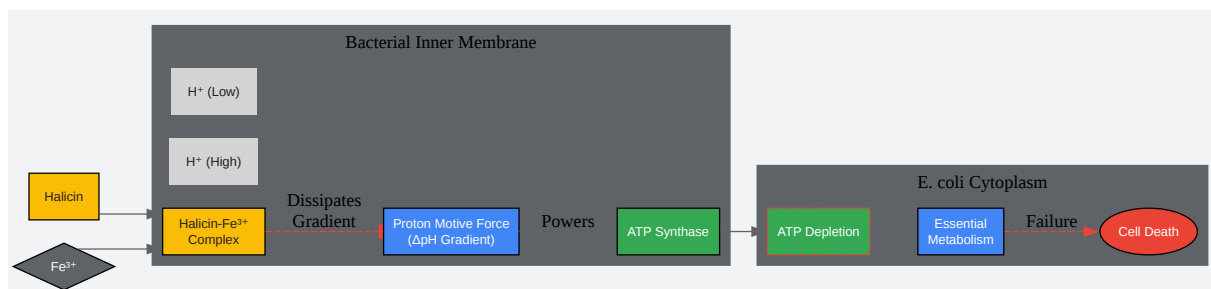 Bacterial Inner Membrane
H⁺ (Low)
H⁺ (High)
Halicin
Fe³⁺
Halicin-Fe³⁺
Complex
Dissipates
Gradient
Proton Motive Force
(ΔpH Gradient)
Powers
ATP Synthase
E. coli Cytoplasm
ATP Depletion
Essential
Metabolism
Failure
Cell Death